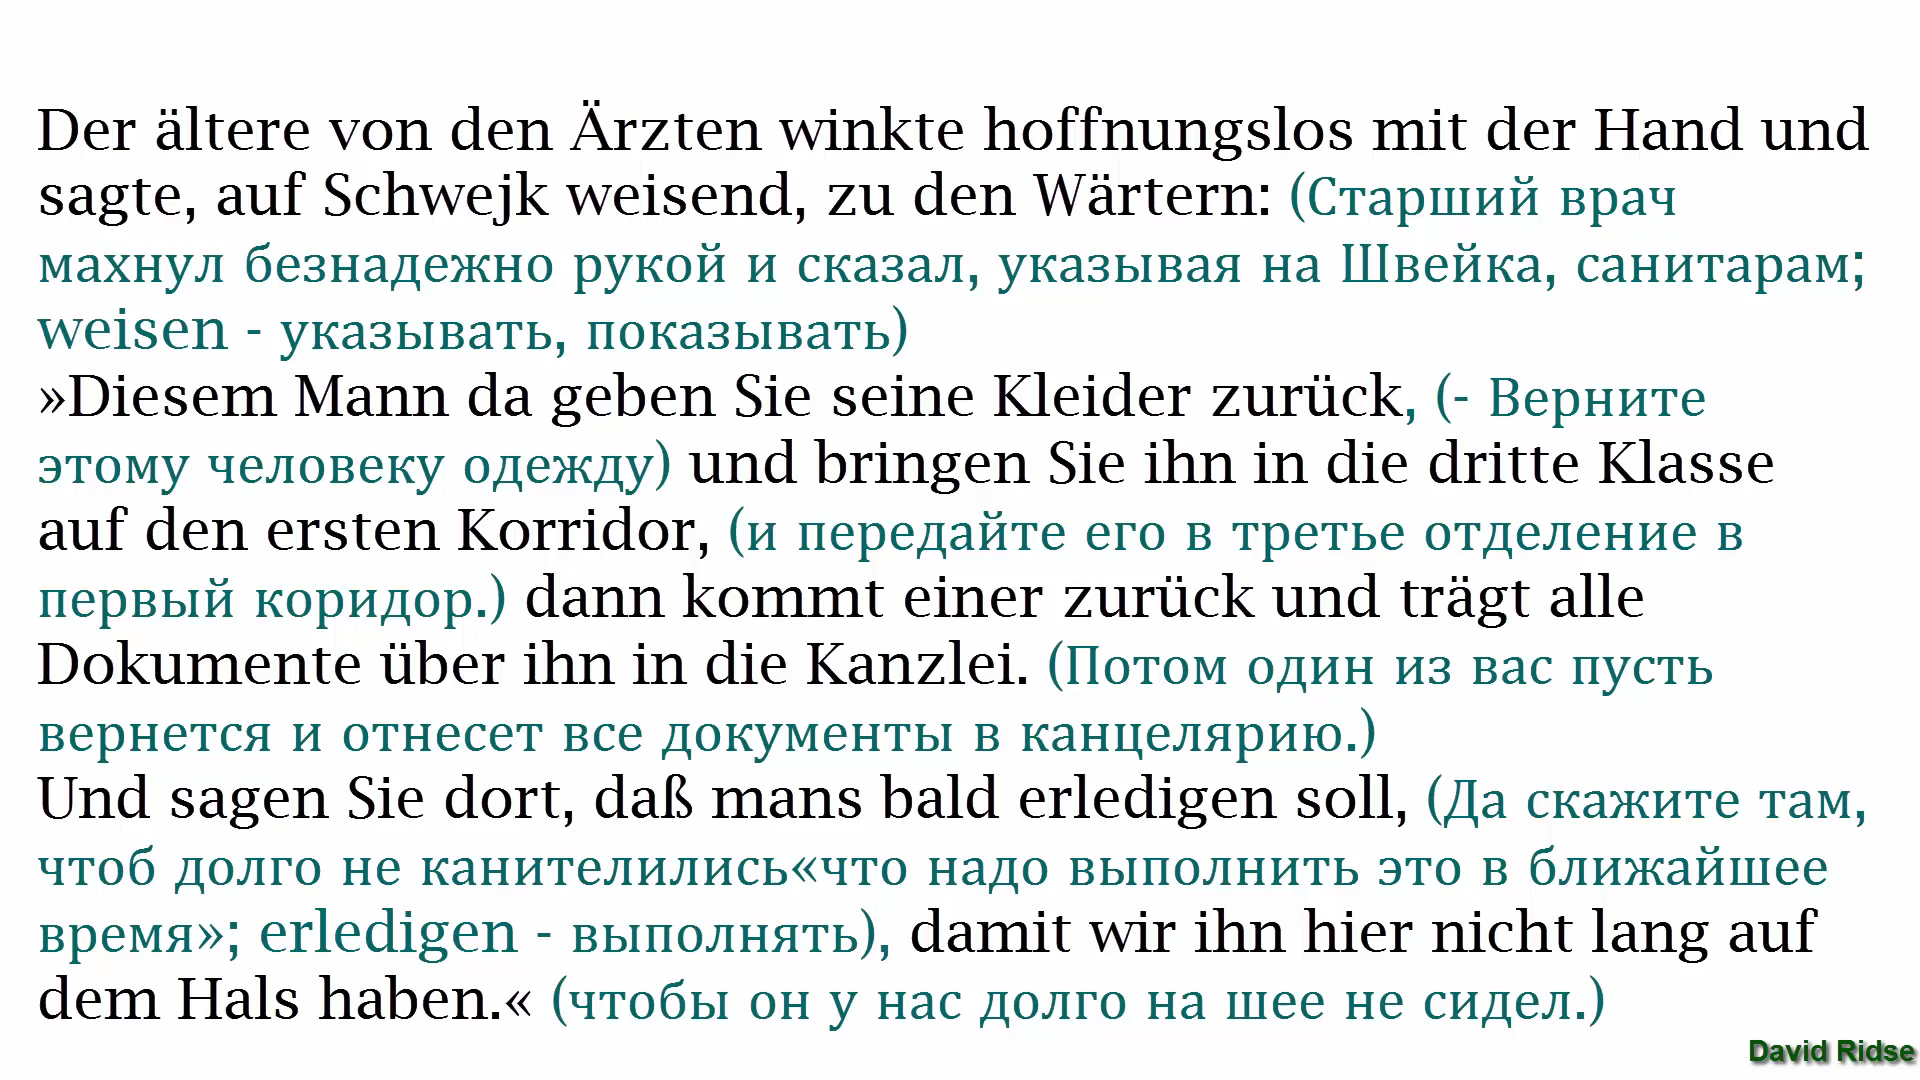 Der ältere von den Ärzten winkte hoffnungslos mit der Hand und
sagte, auf Schwejk weisend, zu den Wärtern: (Старший врач
махнул безнадежно рукой и сказал, указывая на Швейка, санитарам;
weisen - указывать, показывать)
»Diesem Mann da geben Sie seine Kleider zurück, (- Верните
этому человеку одежду) und bringen Sie ihn in die dritte Klasse
auf den ersten Korridor, (и передайте его в третье отделение в
первый коридор.) dann kommt einer zurück und trägt alle
Dokumente über ihn in die Kanzlei. (Потом один из вас пусть
вернется и отнесет все документы в канцелярию.)
Und sagen Sie dort, daß mans bald erledigen soll, (Да скажите там,
чтоб долго не канителились«что надо выполнить это в ближайшее
время»; erledigen - выполнять), damit wir ihn hier nicht lang auf
dem Hals haben.« (чтобы он у нас долго на шее не сидел.)
David Ridse